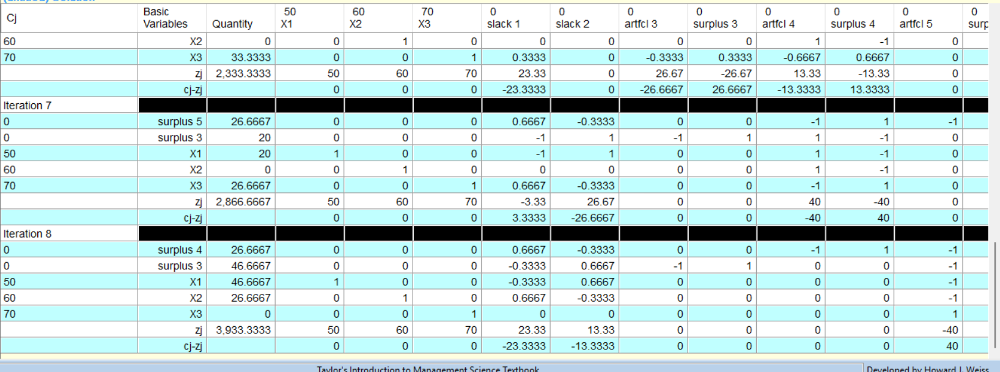 Cj Basic Variables Quantity 50 X1 60 X2 70 X3 0 slack 1 0 slack 2 0 artfcl 3 0 surplus 3 0 artfcl 4 0 surplus 4 0 artfcl 5 0 surp
60 X2 0 0 1 0 0 0 0 0 1 -1 0
70 X3 33.3333 0 0 1 0.3333 0 -0.3333 0.3333 -0.6667 0.6667 0
zj 2,333.3333 50 60 70 23.33 0 26.67 -26.67 13.33 -13.33 0
cj-zj 0 0 0 -23.3333 0 -26.6667 26.6667 -13.3333 13.3333 0
Iteration 7
0 surplus 5 26.6667 0 0 0 0.6667 -0.3333 0 0 -1 1 -1
0 surplus 3 20 0 0 0 -1 1 -1 1 1 -1 0
50 X1 20 1 0 0 -1 1 0 0 1 -1 0
60 X2 0 0 1 0 0 0 0 0 1 -1 0
70 X3 26.6667 0 0 1 0.6667 -0.3333 0 0 -1 1 0
zj 2,866.6667 50 60 70 -3.33 26.67 0 0 40 -40 0
cj-zj 0 0 0 3.3333 -26.6667 0 0 -40 40 0
Iteration 8
0 surplus 4 26.6667 0 0 0 0.6667 -0.3333 0 0 -1 1 -1
0 surplus 3 46.6667 0 0 0 -0.3333 0.6667 -1 1 0 0 -1
50 X1 46.6667 1 0 0 -0.3333 0.6667 0 0 0 0 -1
60 X2 26.6667 0 1 0 0.6667 -0.3333 0 0 0 0 -1
70 X3 0 0 0 1 0 0 0 0 0 0 1
zj 3,933.3333 50 60 70 23.33 13.33 0 0 0 0 -40
cj-zj 0 0 0 -23.3333 -13.3333 0 0 0 0 40
Taylor's Introduction to Management Science Textbook Developed by Howard J. Weiss